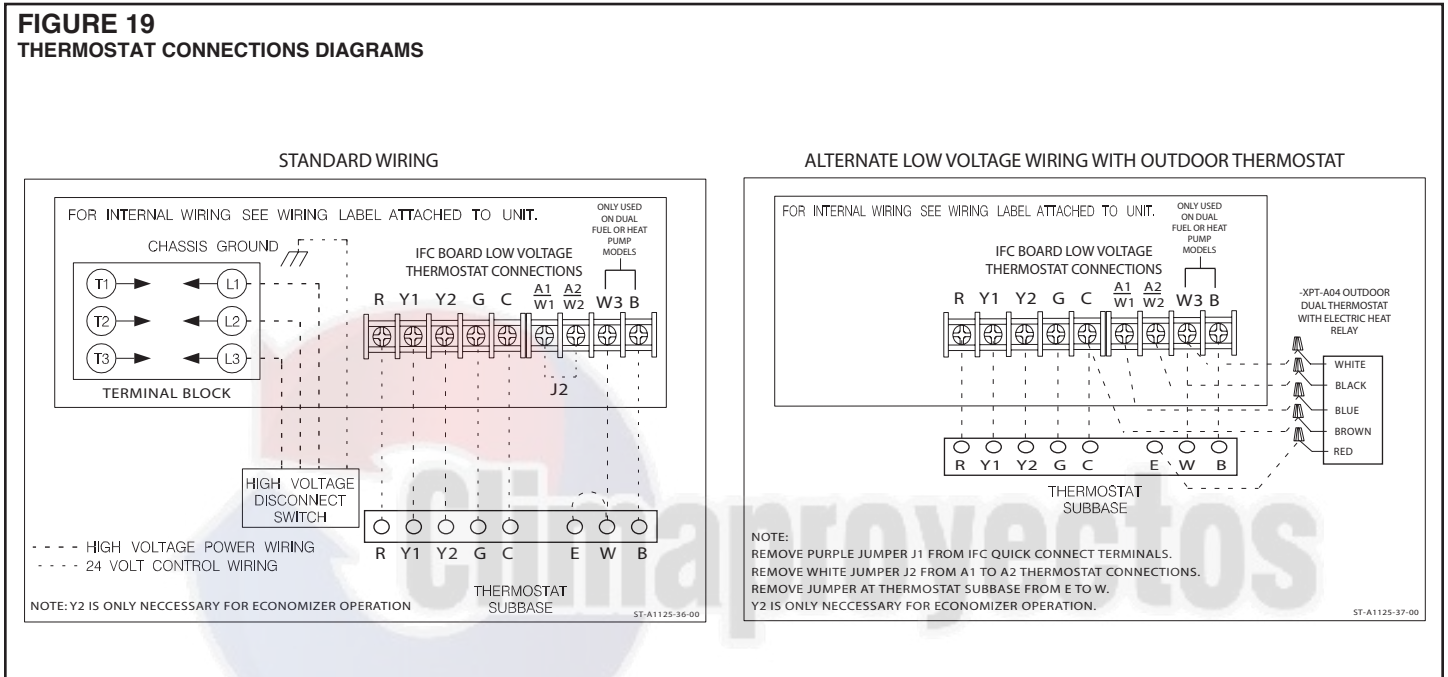 FIGURE 19
THERMOSTAT CONNECTIONS DIAGRAMS
STANDARD WIRING
FOR INTERNAL WIRING SEE WIRING LABEL ATTACHED TO UNIT.
ONLY USED
ON DUAL
FUEL OR HEAT
PUMP
MODELS
CHASSIS GROUND
IFC BOARD LOW VOLTAGE
THERMOSTAT CONNECTIONS
T1 L1
T2 L2
T3 L3
TERMINAL BLOCK
R Y1 Y2 G C A1/W1 A2/W2 W3 B
J2
HIGH VOLTAGE
DISCONNECT
SWITCH
R Y1 Y2 G C E W B
THERMOSTAT
SUBBASE
- - - - HIGH VOLTAGE POWER WIRING
- - - - 24 VOLT CONTROL WIRING
NOTE: Y2 IS ONLY NECCESSARY FOR ECONOMIZER OPERATION
ST-A1125-36-00
ALTERNATE LOW VOLTAGE WIRING WITH OUTDOOR THERMOSTAT
FOR INTERNAL WIRING SEE WIRING LABEL ATTACHED TO UNIT.
ONLY USED
ON DUAL
FUEL OR HEAT
PUMP
MODELS
IFC BOARD LOW VOLTAGE
THERMOSTAT CONNECTIONS
R Y1 Y2 G C A1/W1 A2/W2 W3 B
-XPT-A04 OUTDOOR
DUAL THERMOSTAT
WITH ELECTRIC HEAT
RELAY
WHITE
BLACK
BLUE
BROWN
RED
R Y1 Y2 G C E W B
THERMOSTAT
SUBBASE
NOTE:
REMOVE PURPLE JUMPER J1 FROM IFC QUICK CONNECT TERMINALS.
REMOVE WHITE JUMPER J2 FROM A1 TO A2 THERMOSTAT CONNECTIONS.
REMOVE JUMPER AT THERMOSTAT SUBBASE FROM E TO W.
Y2 IS ONLY NECCESSARY FOR ECONOMIZER OPERATION.
ST-A1125-37-00
Climaproyectos